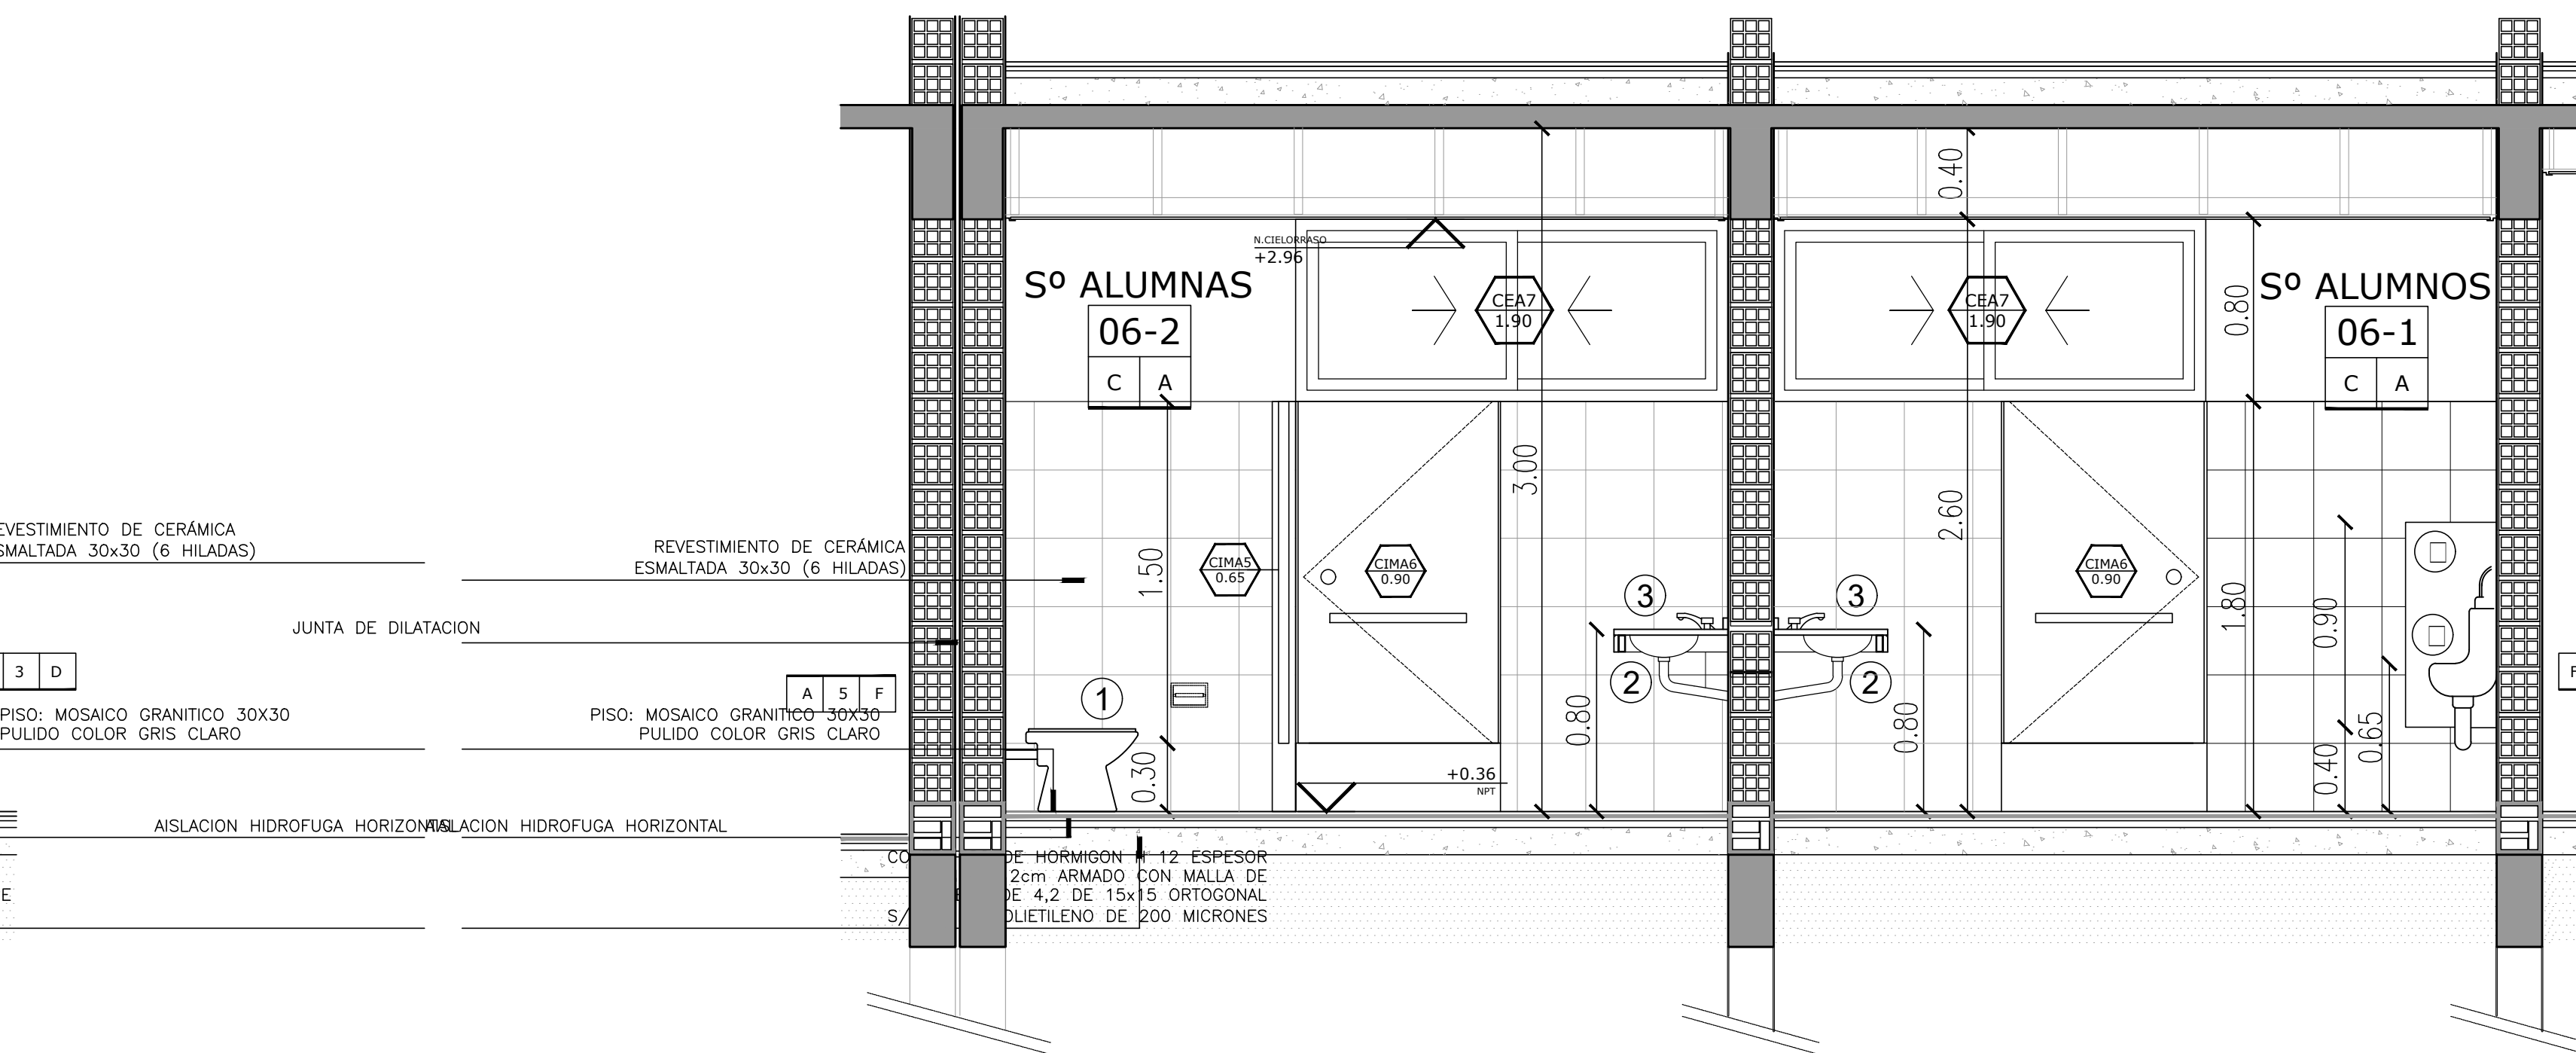 0.40
N.CIELORRASO
+2.96
Sº ALUMNAS
06-2
C A
CEA7
1.90
CEA7
1.90
0.80
Sº ALUMNOS
06-1
C A
3.00
2.60
EVESTIMIENTO DE CERÁMICA
SMALTADA 30x30 (6 HILADAS)
REVESTIMIENTO DE CERÁMICA
ESMALTADA 30x30 (6 HILADAS)
1.50
CIMA5
0.65
CIMA6
0.90
CIMA6
0.90
3
3
1.80
0.90
JUNTA DE DILATACION
3 D
A 5 F
1
2
2
0.80
0.80
0.65
PISO: MOSAICO GRANITICO 30X30
PULIDO COLOR GRIS CLARO
PISO: MOSAICO GRANITICO 30X30
PULIDO COLOR GRIS CLARO
0.30
+0.36
NPT
0.40
F
AISLACION HIDROFUGA HORIZONTAL
AISLACION HIDROFUGA HORIZONTAL
CO DE HORMIGON H 12 ESPESOR
2cm ARMADO CON MALLA DE
DE 4,2 DE 15x15 ORTOGONAL
S/ OLIETILENO DE 200 MICRONES
E